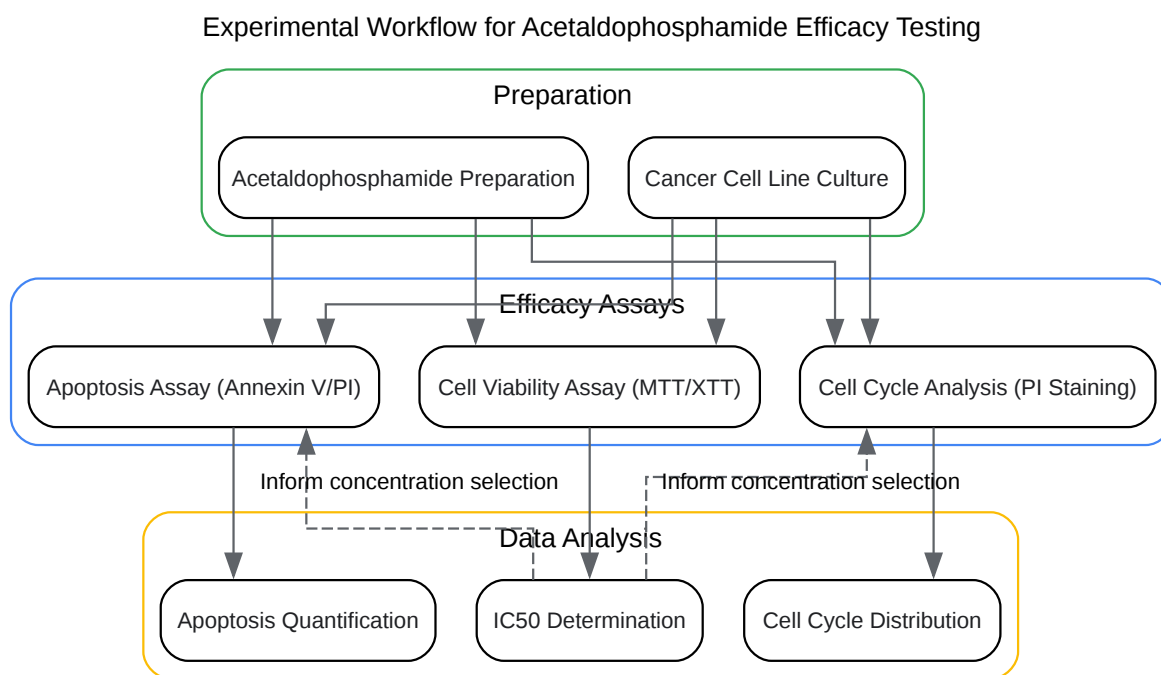 Experimental Workflow for Acetaldophosphamide Efficacy Testing
Preparation
Acetaldophosphamide Preparation
Cancer Cell Line Culture
Efficacy Assays
Apoptosis Assay (Annexin V/PI)
Cell Viability Assay (MTT/XTT)
Cell Cycle Analysis (PI Staining)
Inform concentration selection
Inform concentration selection
Data Analysis
Apoptosis Quantification
IC50 Determination
Cell Cycle Distribution